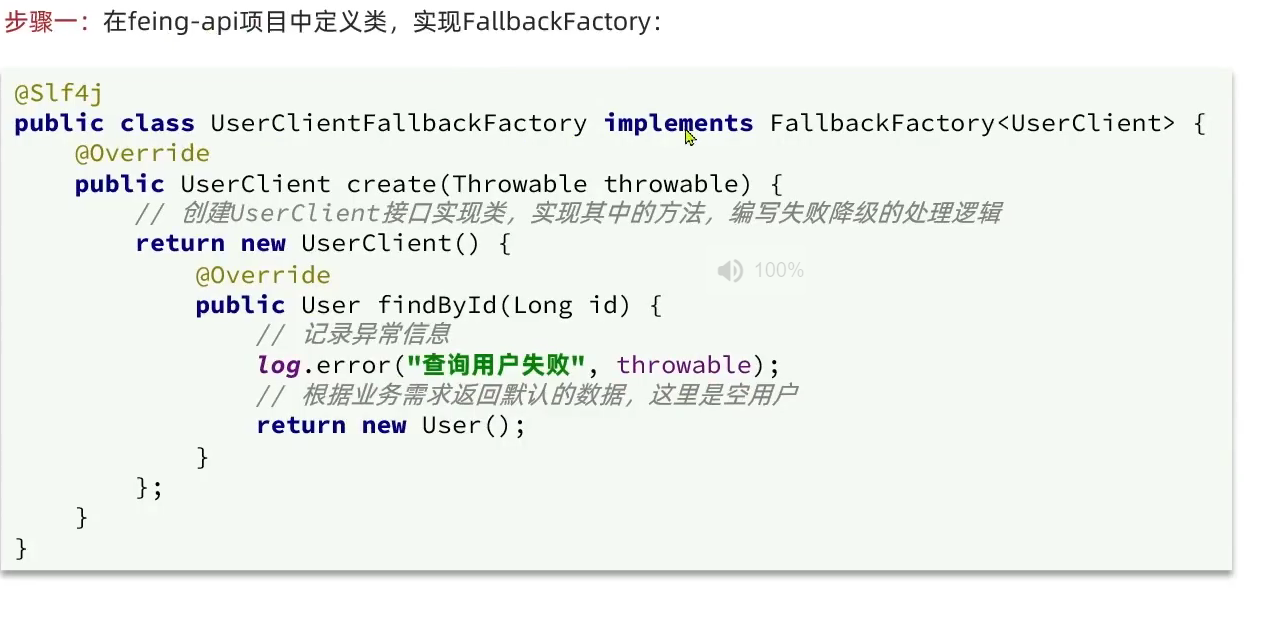 步骤一：在feing-api项目中定义类，实现FallbackFactory：
@Slf4j
public class UserClientFallbackFactory implements FallbackFactory<UserClient> {
    @Override
    public UserClient create(Throwable throwable) {
        // 创建UserClient接口实现类，实现其中的方法，编写失败降级的处理逻辑
        return new UserClient() {
            @Override
            public User findById(Long id) {
                // 记录异常信息
                log.error("查询用户失败", throwable);
                // 根据业务需求返回默认的数据，这里是空用户
                return new User();
            }
        };
    }
}
100%